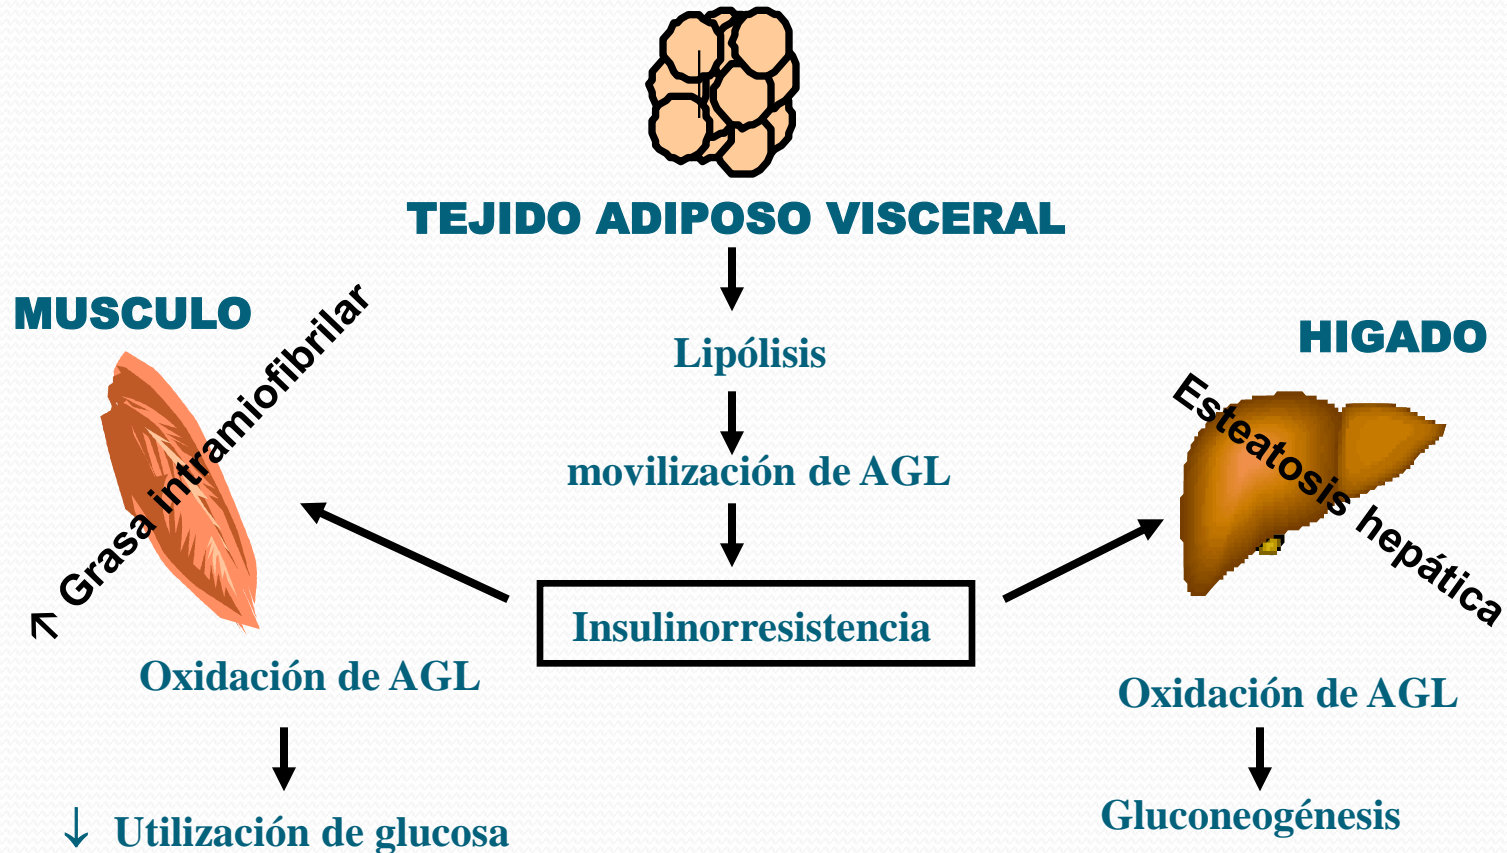 TEJIDO ADIPOSO VISCERAL
MUSCULO
HIGADO
Lipólisis
movilización de AGL
Insulinorresistencia
↗ Grasa intramiofibrilar
Esteatosis hepática
Oxidación de AGL
↓ Utilización de glucosa
Oxidación de AGL
Gluconeogénesis